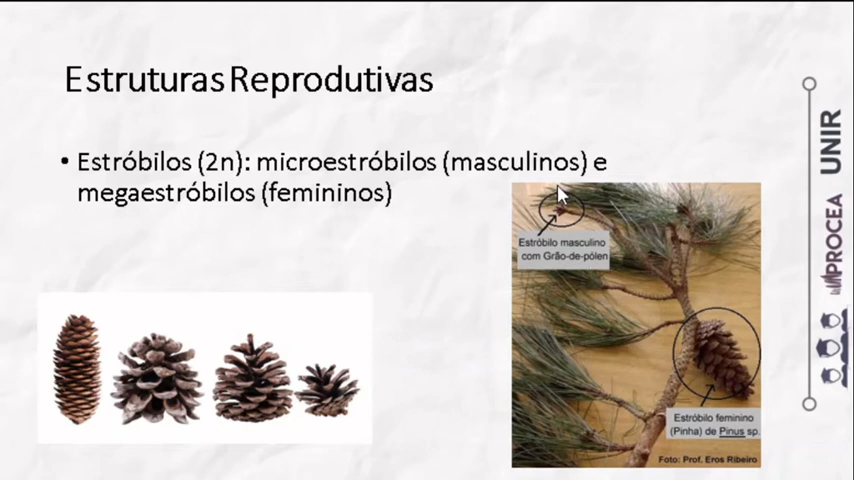 Estruturas Reprodutivas
• Estróbilos (2n): microestróbilos (masculinos) e
megaestróbilos (femininos)
Estróbilo masculino
com Grão-de-pólen
Estróbilo feminino
(Pinha) de Pinus sp.
Foto: Prof. Eros Ribeiro
UNIR
PROCEA